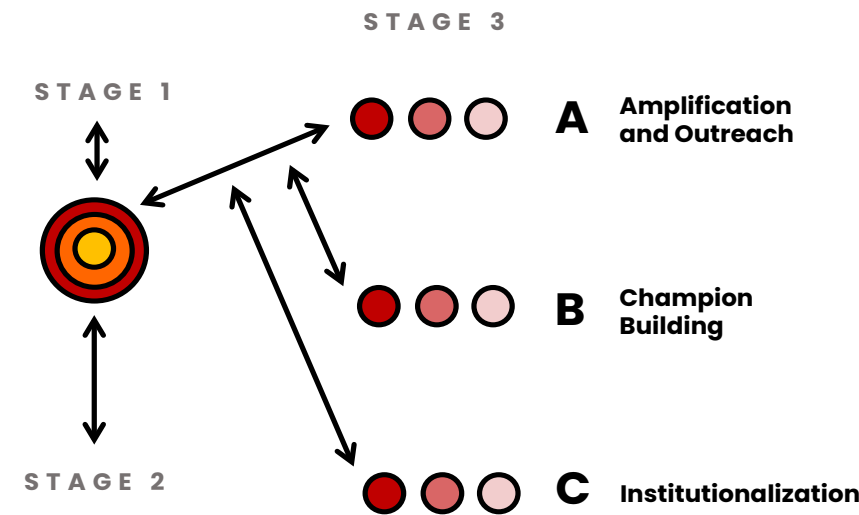 STAGE 3
STAGE 1
A
Amplification
and Outreach
B
Champion
Building
STAGE 2
C
Institutionalization